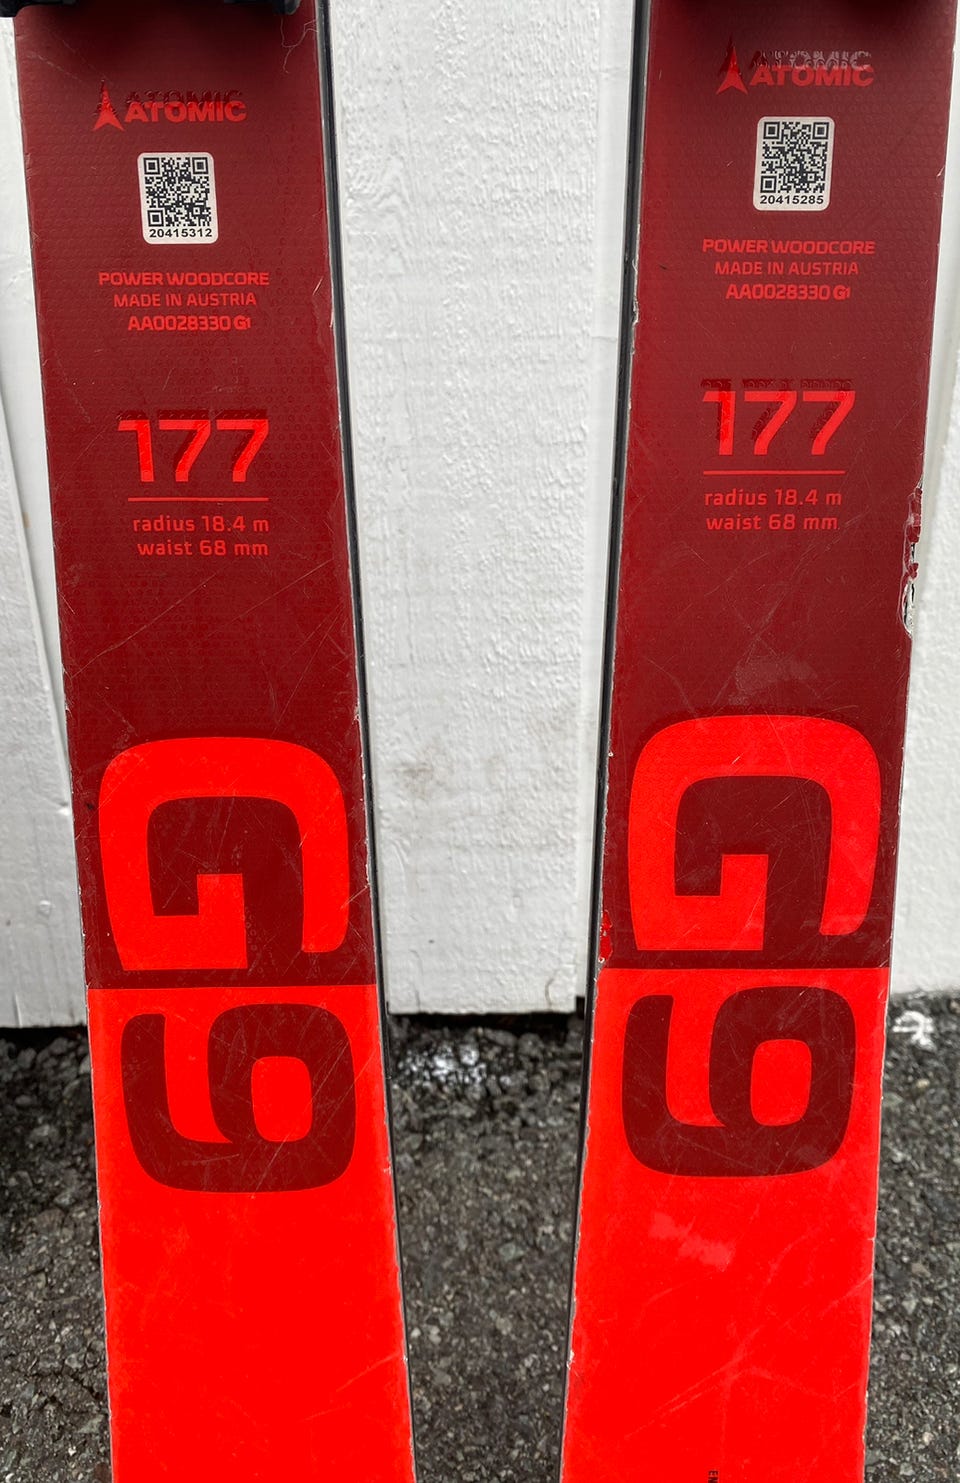 ATOMIC
20415312
POWER WOODCORE
MADE IN AUSTRIA
AA0028330 G1
177
radius 18.4 m
waist 68 mm
G9
ATOMIC
20415285
POWER WOODCORE
MADE IN AUSTRIA
AA0028330 G1
177
radius 18.4 m
waist 68 mm
G9